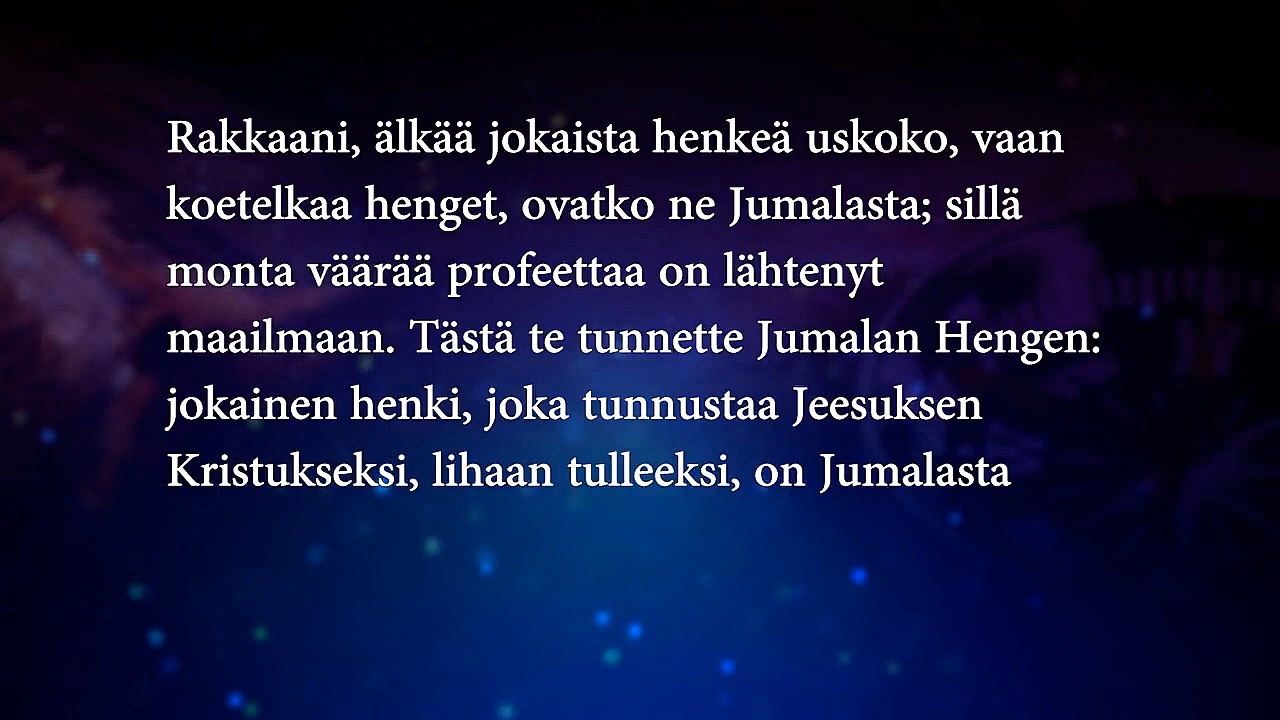 Rakkaani, älkää jokaista henkeä uskoko, vaan
koetelkaa henget, ovatko ne Jumalasta; sillä
monta väärää profeettaa on lähtenyt
maailmaan. Tästä te tunnette Jumalan Hengen:
jokainen henki, joka tunnustaa Jeesuksen
Kristukseksi, lihaan tulleeksi, on Jumalasta